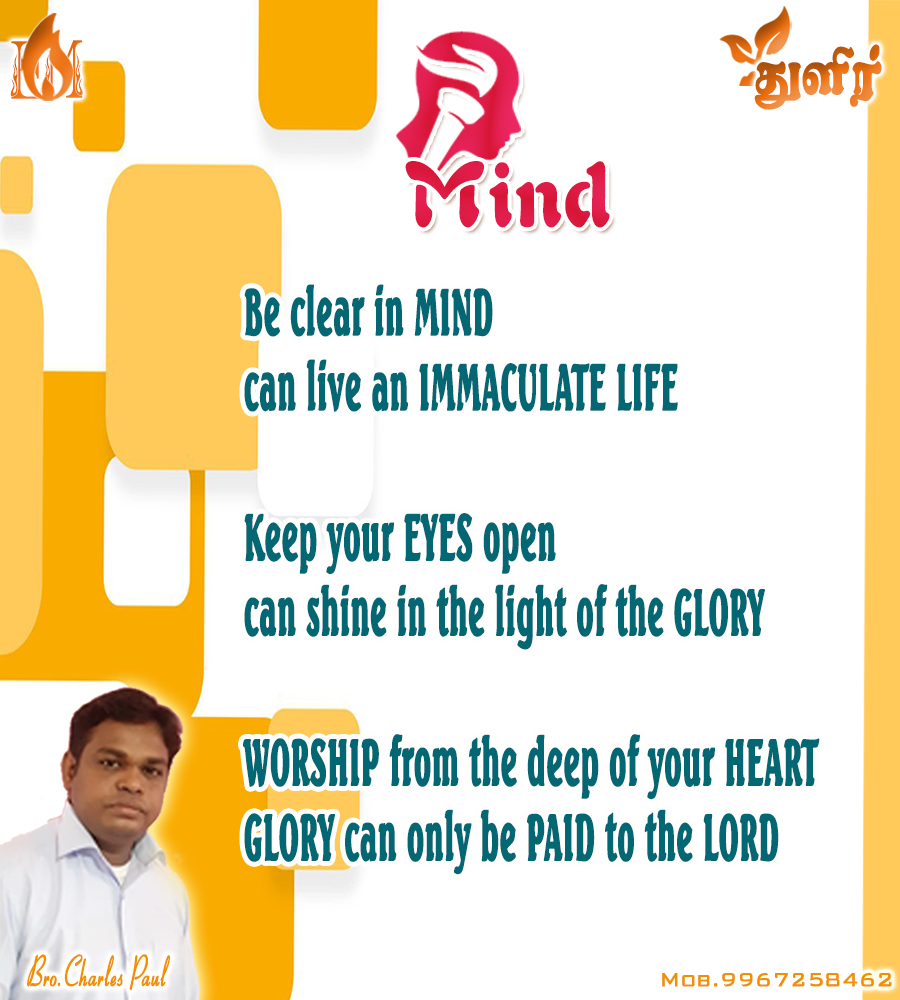 IM
துளிர்
Mind
Be clear in MIND
can live an IMMACULATE LIFE
Keep your EYES open
can shine in the light of the GLORY
WORSHIP from the deep of your HEART
GLORY can only be PAID to the LORD
Bro.Charles Paul
Mob.9967258462